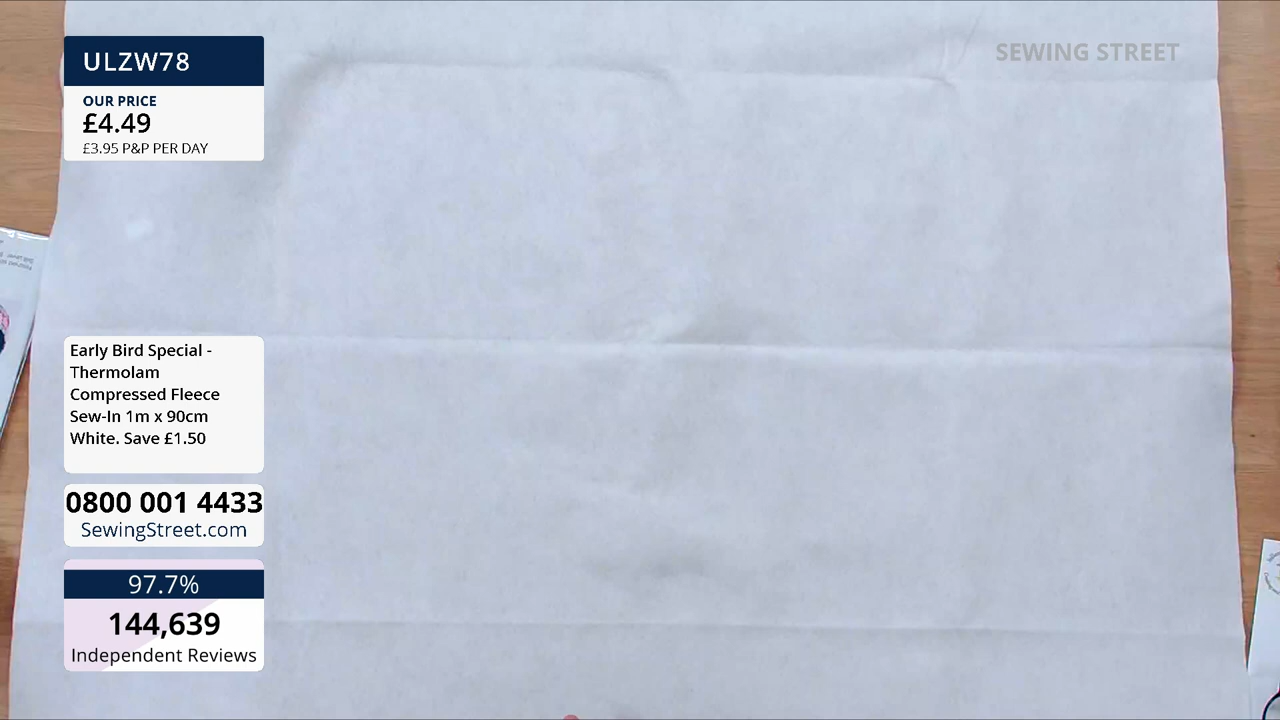 ULZW78
OUR PRICE
£4.49
£3.95 P&P PER DAY
SEWING STREET
Early Bird Special -
Thermolam
Compressed Fleece
Sew-In 1m x 90cm
White. Save £1.50
0800 001 4433
SewingStreet.com
97.7%
144,639
Independent Reviews